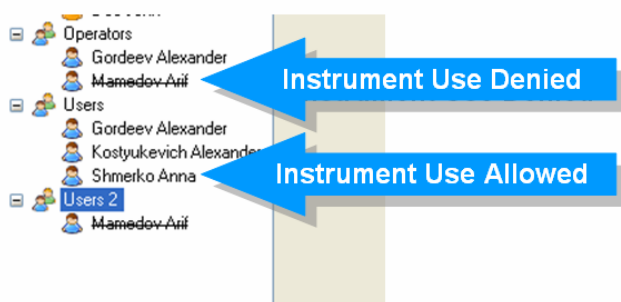 Operators
Gordeev Alexander
Mamedov Arif
Instrument Use Denied
Users
Gordeev Alexander
Kostyukevich Alexander
Shmerko Anna
Instrument Use Allowed
Users 2
Mamedov Arif